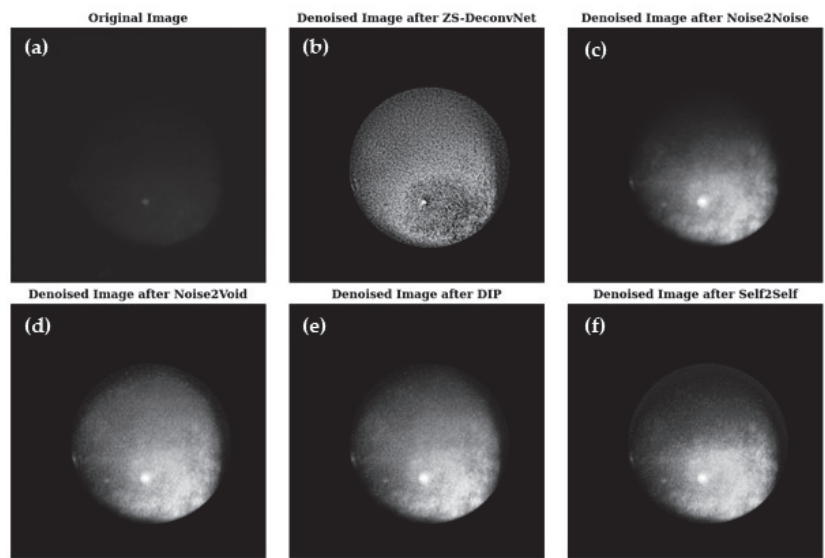 Original Image
Denoised Image after ZS-DeconvNet
Denoised Image after Noise2Noise
(a)
(b)
(c)
Denoised Image after Noise2Void
Denoised Image after DIP
Denoised Image after Self2Self
(d)
(e)
(f)